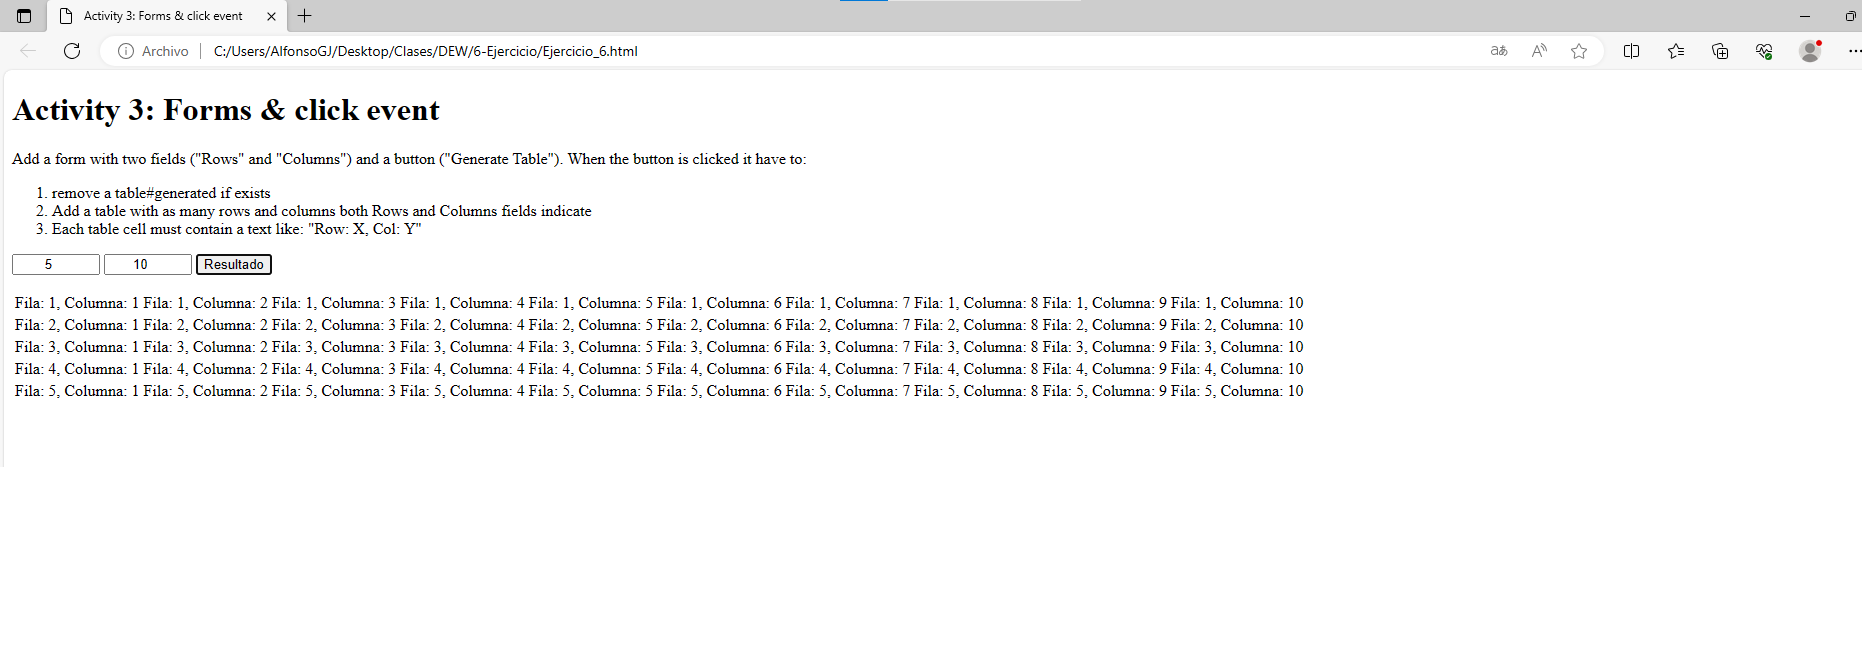 Activity 3: Forms & click event
Archivo C:/Users/AlfonsoGJ/Desktop/Clases/DEW/6-Ejercicio/Ejercicio_6.html
Activity 3: Forms & click event
Add a form with two fields ("Rows" and "Columns") and a button ("Generate Table"). When the button is clicked it have to:
1. remove a table#generated if exists
2. Add a table with as many rows and columns both Rows and Columns fields indicate
3. Each table cell must contain a text like: "Row: X, Col: Y"
5 10 Resultado
Fila: 1, Columna: 1 Fila: 1, Columna: 2 Fila: 1, Columna: 3 Fila: 1, Columna: 4 Fila: 1, Columna: 5 Fila: 1, Columna: 6 Fila: 1, Columna: 7 Fila: 1, Columna: 8 Fila: 1, Columna: 9 Fila: 1, Columna: 10
Fila: 2, Columna: 1 Fila: 2, Columna: 2 Fila: 2, Columna: 3 Fila: 2, Columna: 4 Fila: 2, Columna: 5 Fila: 2, Columna: 6 Fila: 2, Columna: 7 Fila: 2, Columna: 8 Fila: 2, Columna: 9 Fila: 2, Columna: 10
Fila: 3, Columna: 1 Fila: 3, Columna: 2 Fila: 3, Columna: 3 Fila: 3, Columna: 4 Fila: 3, Columna: 5 Fila: 3, Columna: 6 Fila: 3, Columna: 7 Fila: 3, Columna: 8 Fila: 3, Columna: 9 Fila: 3, Columna: 10
Fila: 4, Columna: 1 Fila: 4, Columna: 2 Fila: 4, Columna: 3 Fila: 4, Columna: 4 Fila: 4, Columna: 5 Fila: 4, Columna: 6 Fila: 4, Columna: 7 Fila: 4, Columna: 8 Fila: 4, Columna: 9 Fila: 4, Columna: 10
Fila: 5, Columna: 1 Fila: 5, Columna: 2 Fila: 5, Columna: 3 Fila: 5, Columna: 4 Fila: 5, Columna: 5 Fila: 5, Columna: 6 Fila: 5, Columna: 7 Fila: 5, Columna: 8 Fila: 5, Columna: 9 Fila: 5, Columna: 10